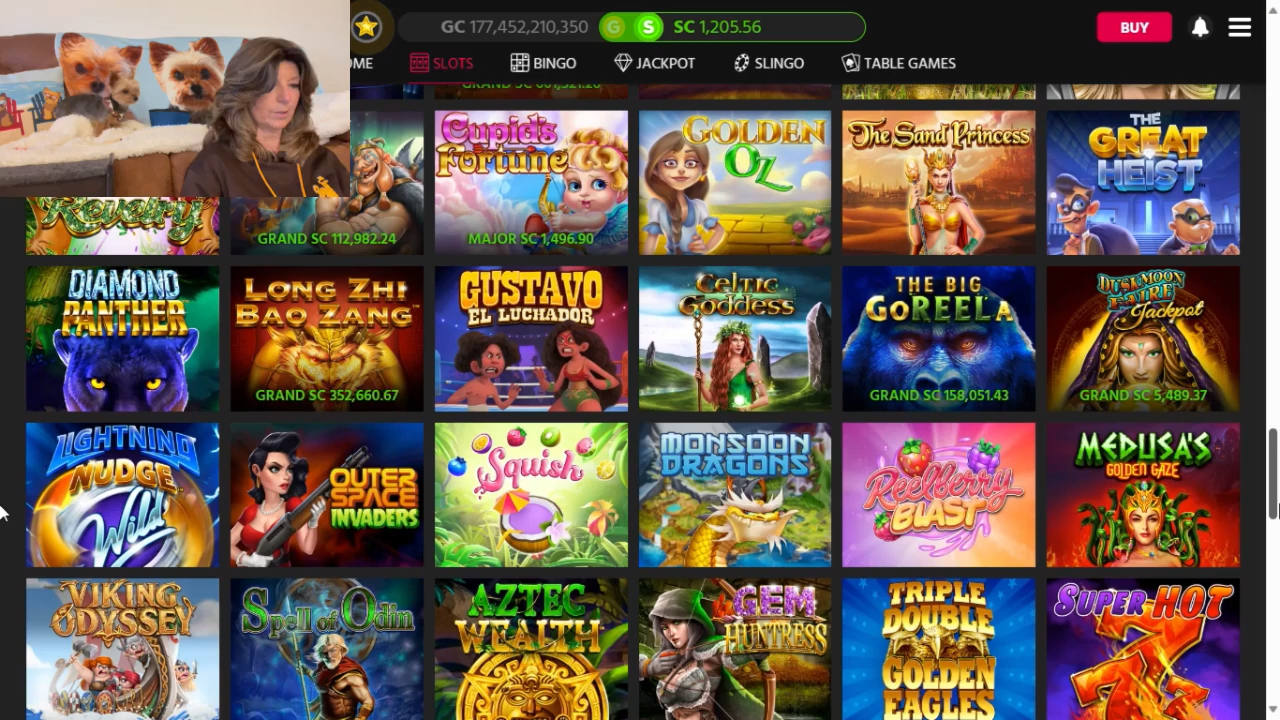 GC 177,452,210,350 G S SC 1,205.56
BUY
OME SLOTS BINGO JACKPOT SLINGO TABLE GAMES
Revelry
GRAND SC 112,982.24
Cupid's
Fortune
MAJOR SC 1,496.90
GOLDEN
OZ
The Sand Princess
THE
GREAT
HEIST
DIAMOND
PANTHER
LONG ZHI
BAO ZANG™
GRAND SC 352,660.67
GUSTAVO
EL LUCHADOR
Celtic
Goddess
THE BIG
GOREELA
GRAND SC 158,051.43
DUSKMOON
FAIRE
Jackpot
GRAND SC 5,489.37
LIGHTNING
NUDGE
Wild
OUTER
SPACE
INVADERS
Squish
MONSOON
DRAGONS
Reelberry
BLAST
MEDUSA'S
GOLDEN GAZE
VIKING
ODYSSEY
Spell of Odin
AZTEC
WEALTH
GEM
HUNTRESS
TRIPLE
DOUBLE
GOLDEN
EAGLES
SUPER HOT